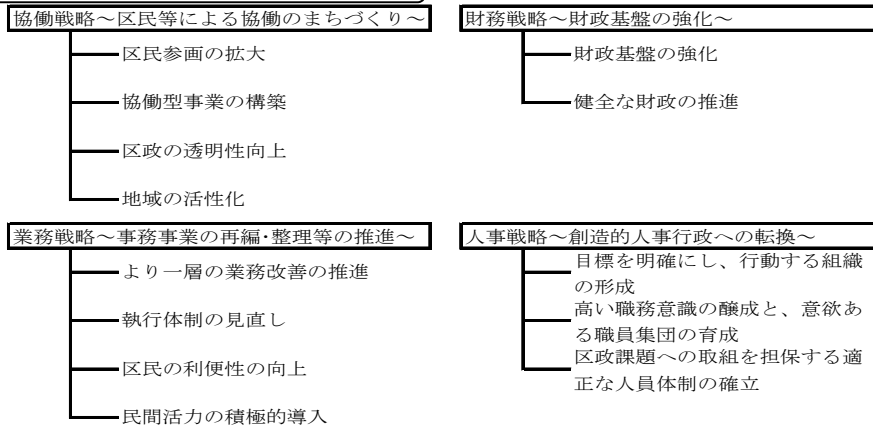 協働戦略～区民等による協働のまちづくり～
区民参画の拡大
協働型事業の構築
区政の透明性向上
地域の活性化
財務戦略～財政基盤の強化～
財政基盤の強化
健全な財政の推進
業務戦略～事務事業の再編･整理等の推進～
より一層の業務改善の推進
執行体制の見直し
区民の利便性の向上
民間活力の積極的導入
人事戦略～創造的人事行政への転換～
目標を明確にし、行動する組織
の形成
高い職務意識の醸成と、意欲あ
る職員集団の育成
区政課題への取組を担保する適
正な人員体制の確立